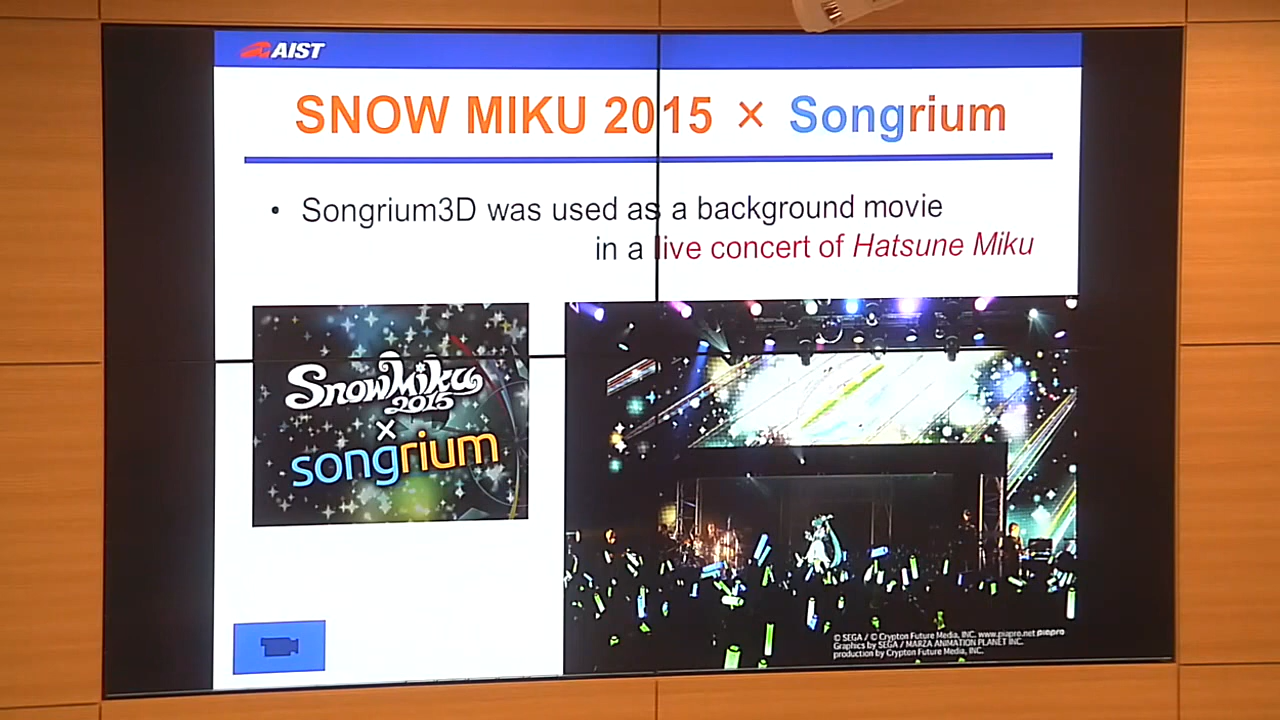 AIST
SNOW MIKU 2015 × Songrium
• Songrium3D was used as a background movie
in a live concert of Hatsune Miku
SnowMiku
2015
×
songrium
© SEGA / © Crypton Future Media, INC. www.piapro.net piapro
Graphics by SEGA / MARZA ANIMATION PLANET INC.
production by Crypton Future Media, INC.